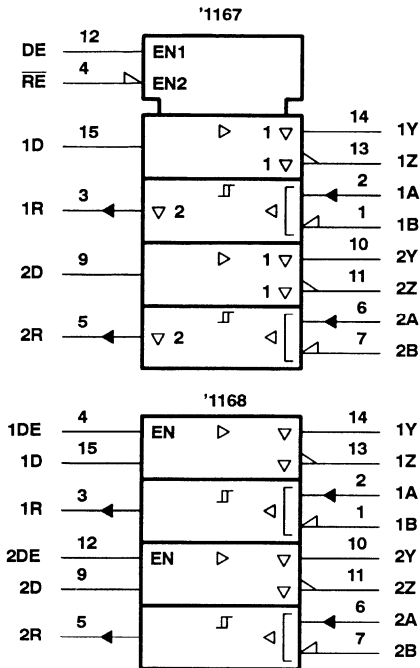 '1167
DE 12 EN1
RE 4 EN2
1D 15 1 14 1Y
1 13 1Z
1R 3 2 2 1A
1 1B
2D 9 1 10 2Y
1 11 2Z
2R 5 2 6 2A
7 2B
'1168
1DE 4 EN 14 1Y
1D 15 13 1Z
1R 3 2 1A
1 1B
2DE 12 EN 10 2Y
2D 9 11 2Z
2R 5 6 2A
7 2B